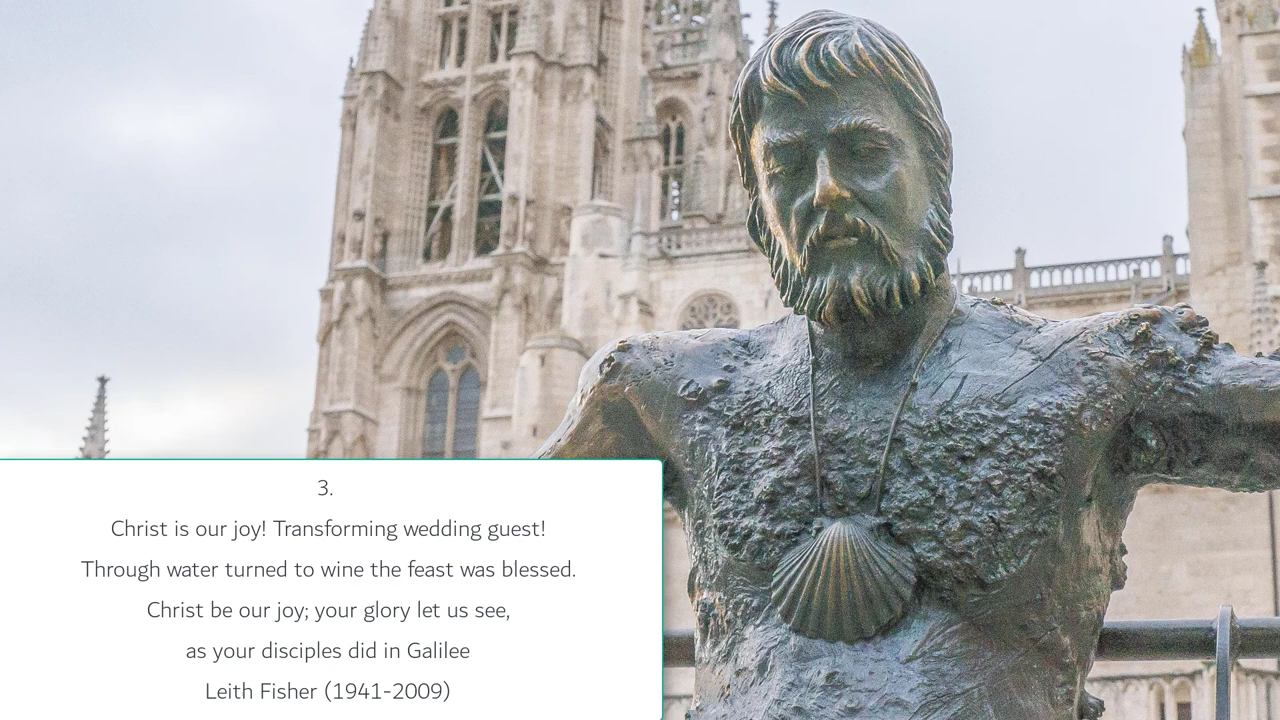 3.
Christ is our joy! Transforming wedding guest!
Through water turned to wine the feast was blessed.
Christ be our joy; your glory let us see,
as your disciples did in Galilee
Leith Fisher (1941-2009)